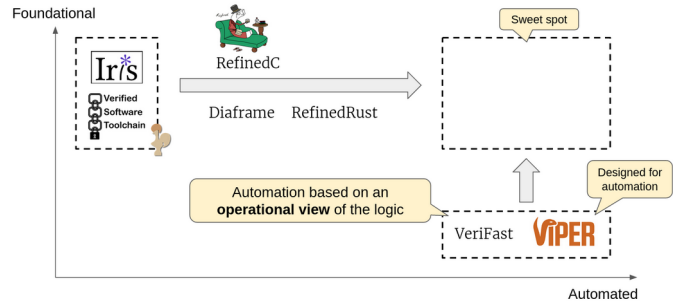 Foundational
Sweet spot
Iris
RefinedC
Verified
Software
Toolchain
Diaframe RefinedRust
Designed for
automation
Automation based on an
operational view of the logic
VeriFast VIPER
Automated